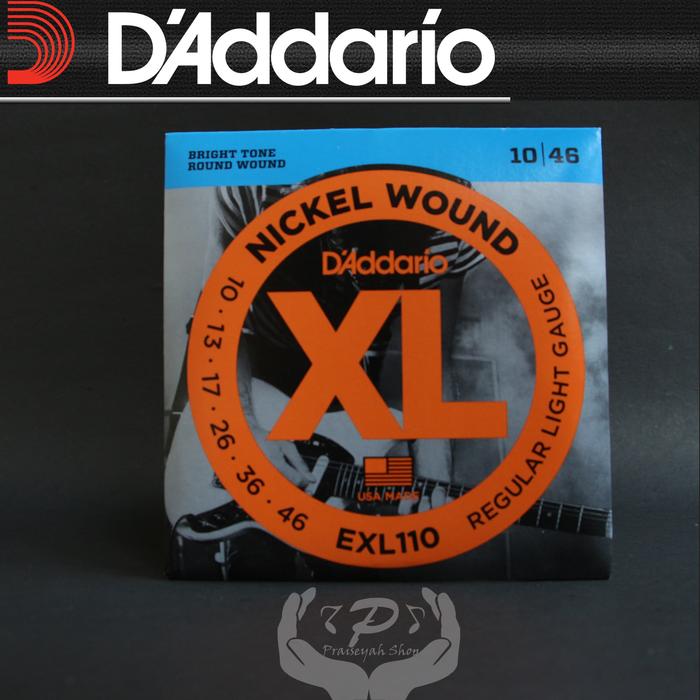 D'Addario
BRIGHT TONE
ROUND WOUND
10|46
NICKEL WOUND
D'Addario
XL
10 · 13 · 17 · 26 · 36 · 46
REGULAR LIGHT GAUGE
USA MADE
EXL110
P
Praiseyah Shop